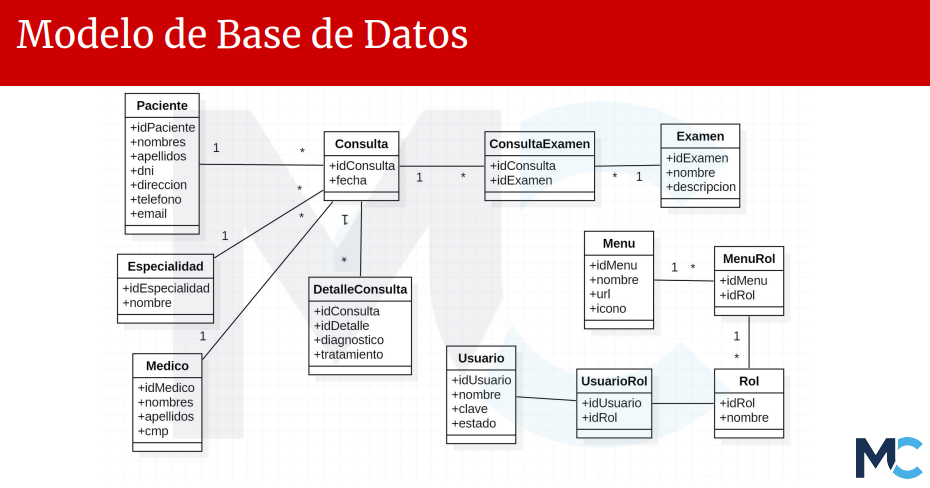 Modelo de Base de Datos
Paciente
+idPaciente
+nombres
+apellidos
+dni
+direccion
+telefono
+email
1
*
Consulta
+idConsulta
+fecha
1
*
ConsultaExamen
+idConsulta
+idExamen
*
1
Examen
+idExamen
+nombre
+descripcion
*
1
Especialidad
+idEspecialidad
+nombre
*
1
Medico
+idMedico
+nombres
+apellidos
+cmp
1
*
DetalleConsulta
+idConsulta
+idDetalle
+diagnostico
+tratamiento
Menu
+idMenu
+nombre
+url
+icono
1
*
MenuRol
+idMenu
+idRol
1
*
Usuario
+idUsuario
+nombre
+clave
+estado
UsuarioRol
+idUsuario
+idRol
Rol
+idRol
+nombre
MC